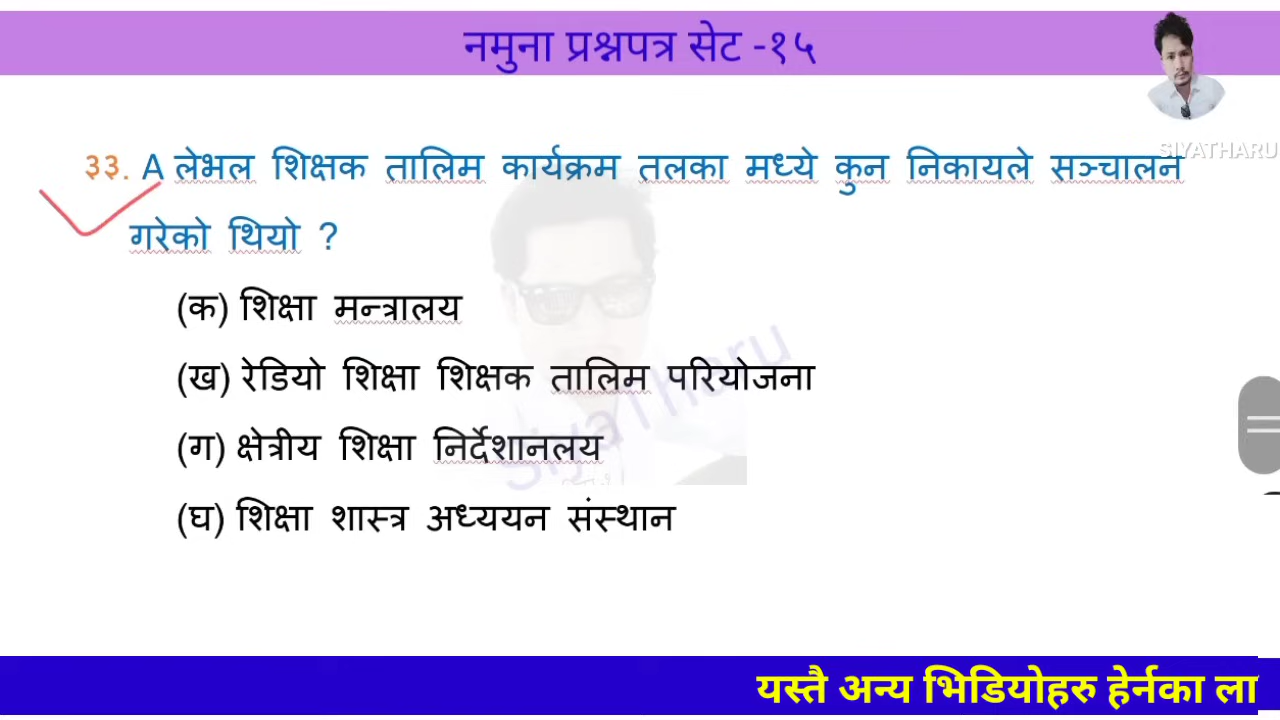 नमुना प्रश्नपत्र सेट -१५
SIYATHARU
३३. A लेभल शिक्षक तालिम कार्यक्रम तलका मध्ये कुन निकायले सञ्चालन
गरेको थियो ?
(क) शिक्षा मन्त्रालय
(ख) रेडियो शिक्षा शिक्षक तालिम परियोजना
(ग) क्षेत्रीय शिक्षा निर्देशानलय
(घ) शिक्षा शास्त्र अध्ययन संस्थान
SiyaTharu
यस्तै अन्य भिडियोहरु हेर्नका ला